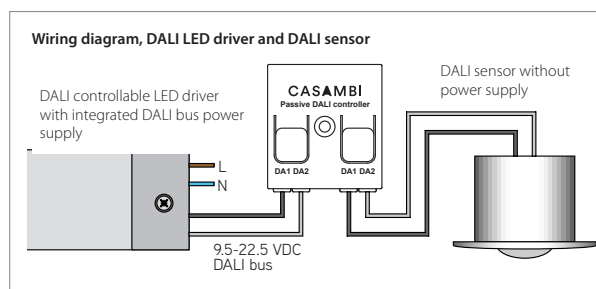 Wiring diagram, DALI LED driver and DALI sensor
DALI controllable LED driver
with integrated DALI bus power
supply
L
N
9.5-22.5 VDC
DALI bus
CASAMBI
Passive DALI controller
DA1 DA2
DA1 DA2
DALI sensor without
power supply